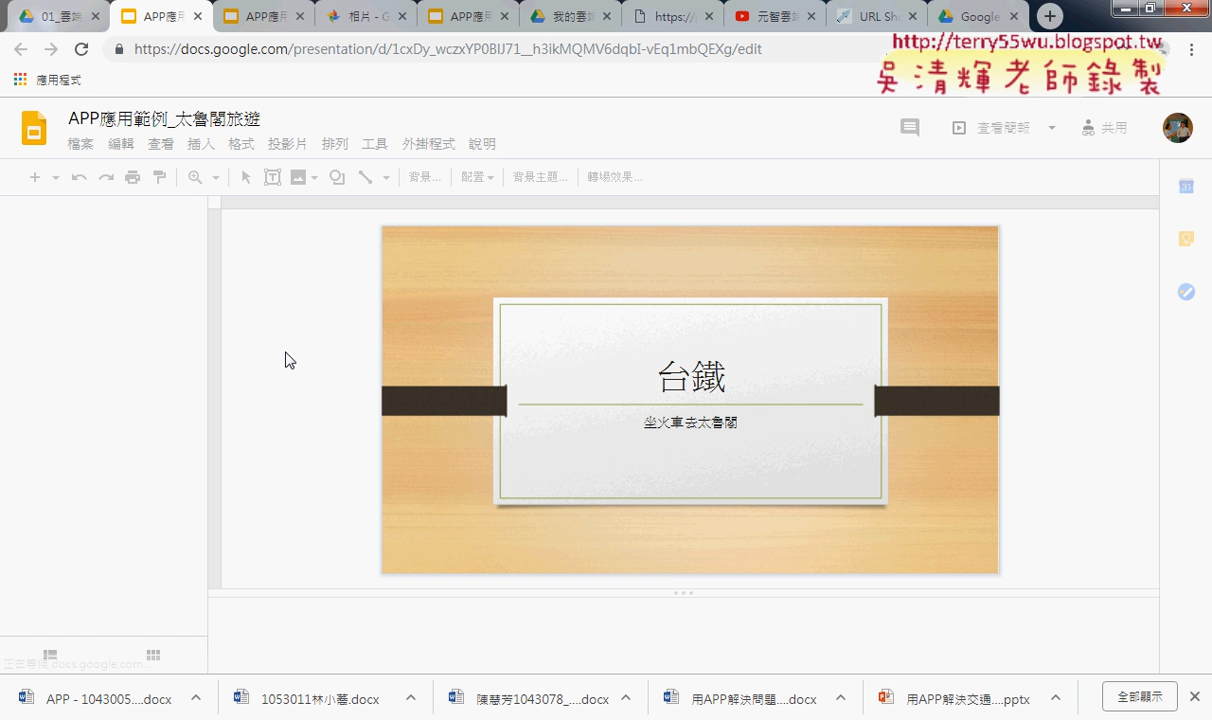 01_雲端
APP應用
APP應用
相片 - G
APP應用
我的雲端
https://
元智雲端
URL Sh
Google
https://docs.google.com/presentation/d/1cxDy_wczxYP0BIJ71__h3ikMQMV6dqbI-vEq1mbQEXg/edit
http://terry55wu.blogspot.tw
吳清輝老師錄製
應用程式
APP應用範例_太魯閣旅遊
檔案 編輯 查看 插入 格式 投影片 排列 工具 外掛程式 說明
查看簡報
共用
背景... 配置 背景主題... 轉場效果...
台鐵
坐火車去太魯閣
正在等候 docs.google.com...
APP - 1043005....docx
1053011林小蓉.docx
陳慧芳1043078_....docx
用APP解決問題....docx
用APP解決交通....pptx
全部顯示